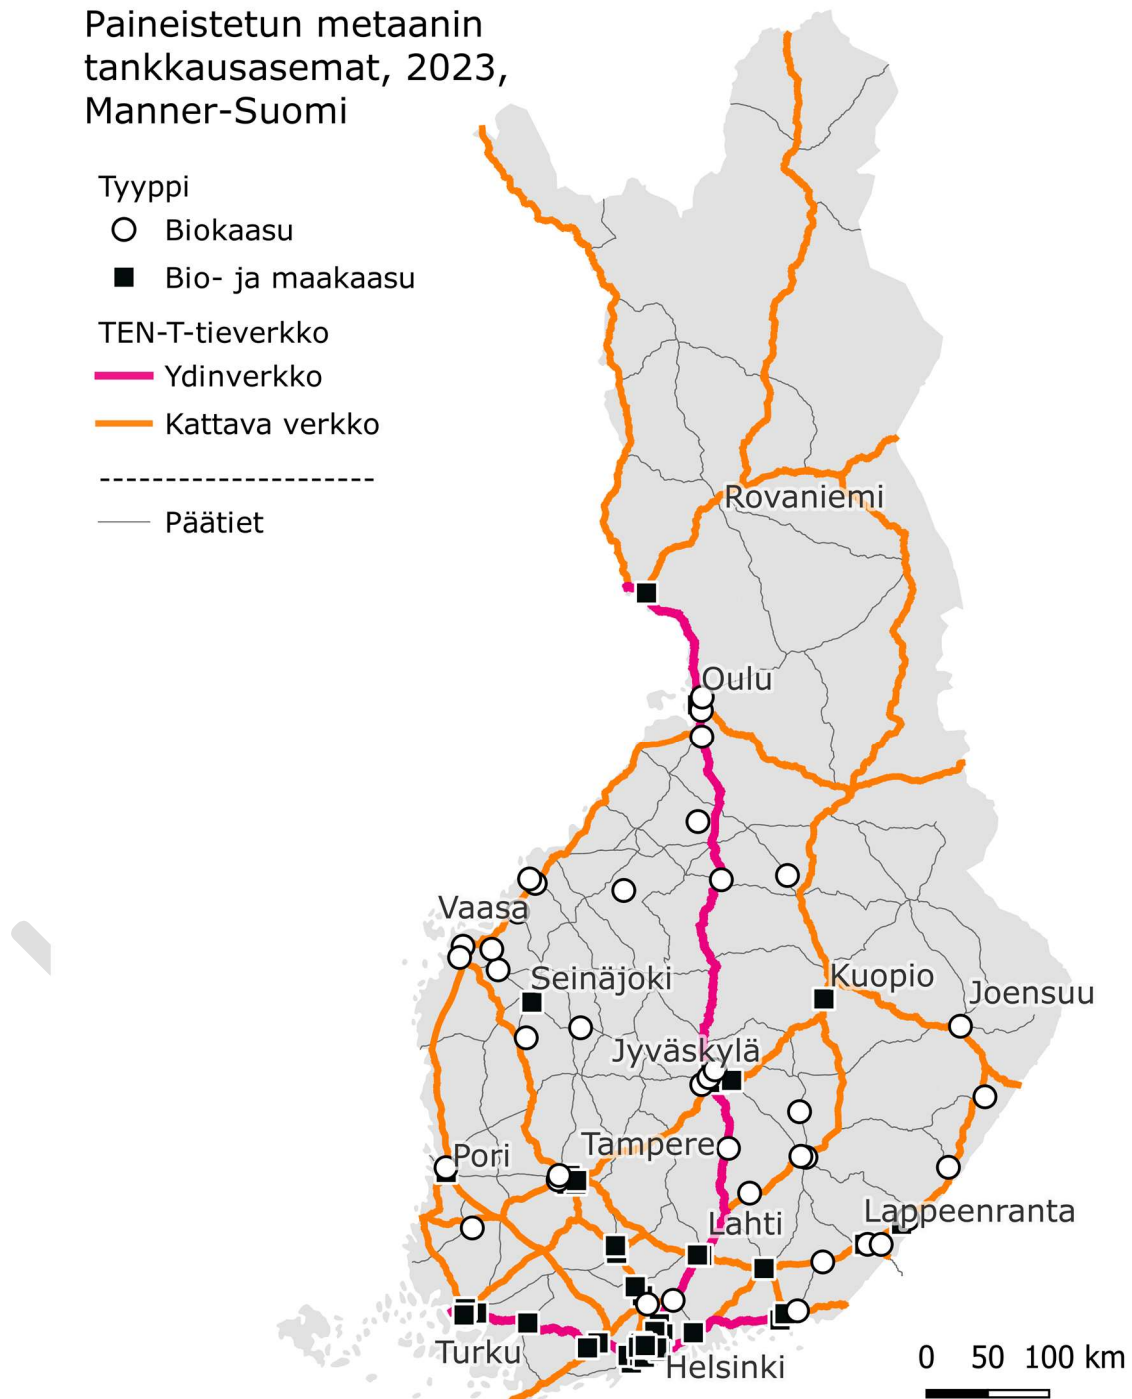 Paineistetun metaanin
tankkausasemat, 2023,
Manner-Suomi
Tyyppi
Biokaasu
Bio- ja maakaasu
TEN-T-tieverkko
Ydinverkko
Kattava verkko
Päätiet
Rovaniemi
Oulu
Vaasa
Seinäjoki
Kuopio
Joensuu
Jyväskylä
Tampere
Pori
Lappeenranta
Lahti
Turku
Helsinki
0 50 100 km